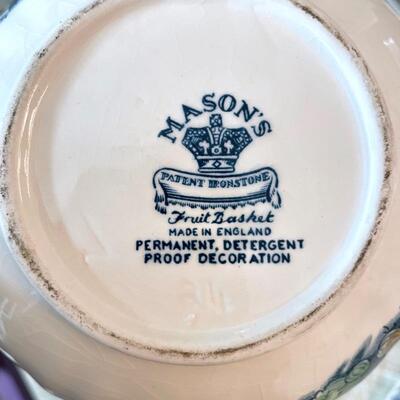 MASON'S
PATENT IRONSTONE
Fruit Basket
MADE IN ENGLAND
PERMANENT, DETERGENT
PROOF DECORATION